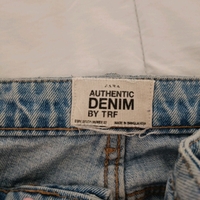 ZARA
AUTHENTIC
DENIM
BY TRF
MADE IN BANGLADESH